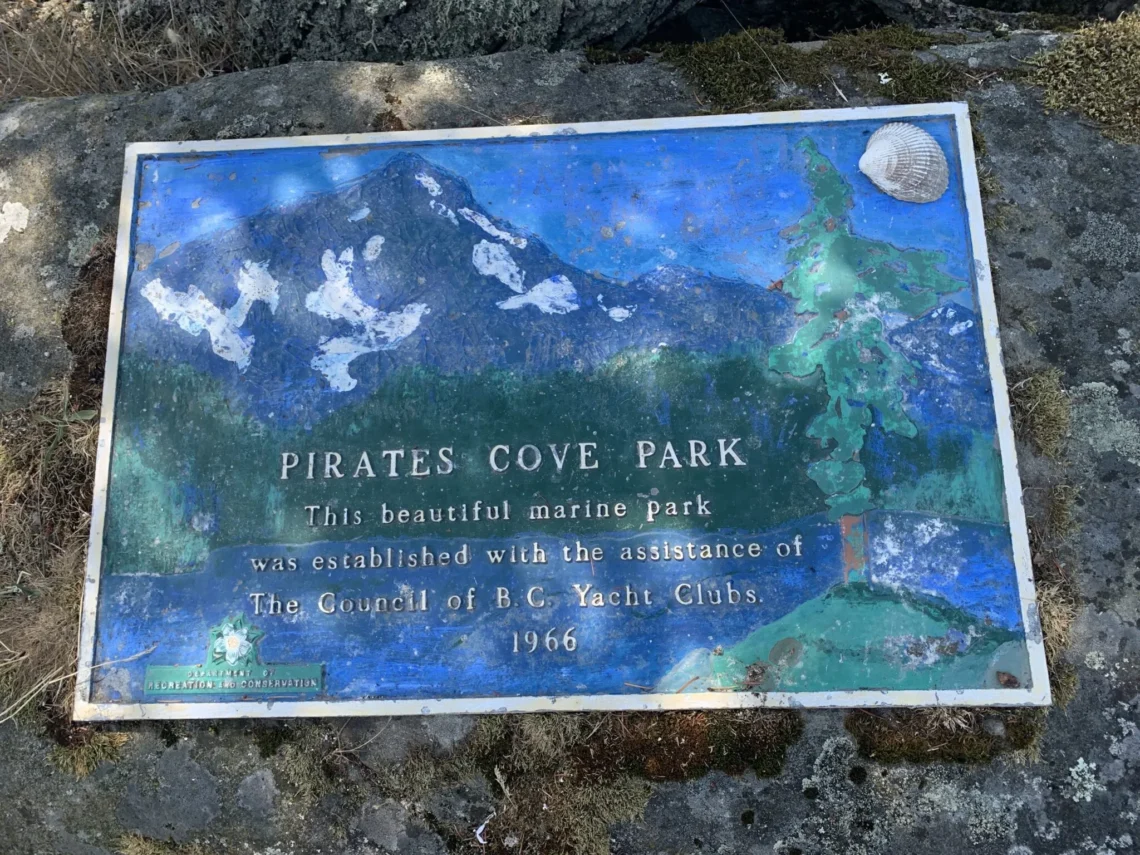 PIRATES COVE PARK
This beautiful marine park
was established with the assistance of
The Council of B.C. Yacht Clubs.
1966
DEPARTMENT OF
RECREATION AND CONSERVATION